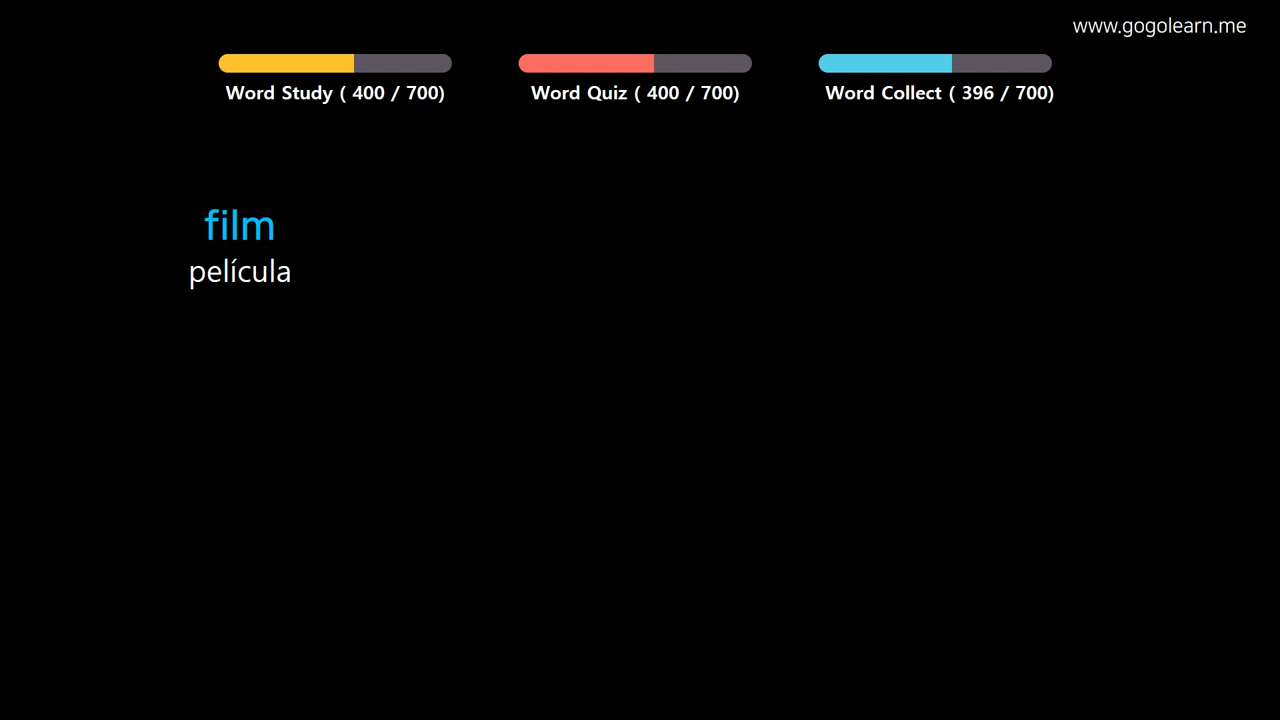 www.gogolearn.me
Word Study ( 400 / 700)
Word Quiz ( 400 / 700)
Word Collect ( 396 / 700)
film
película